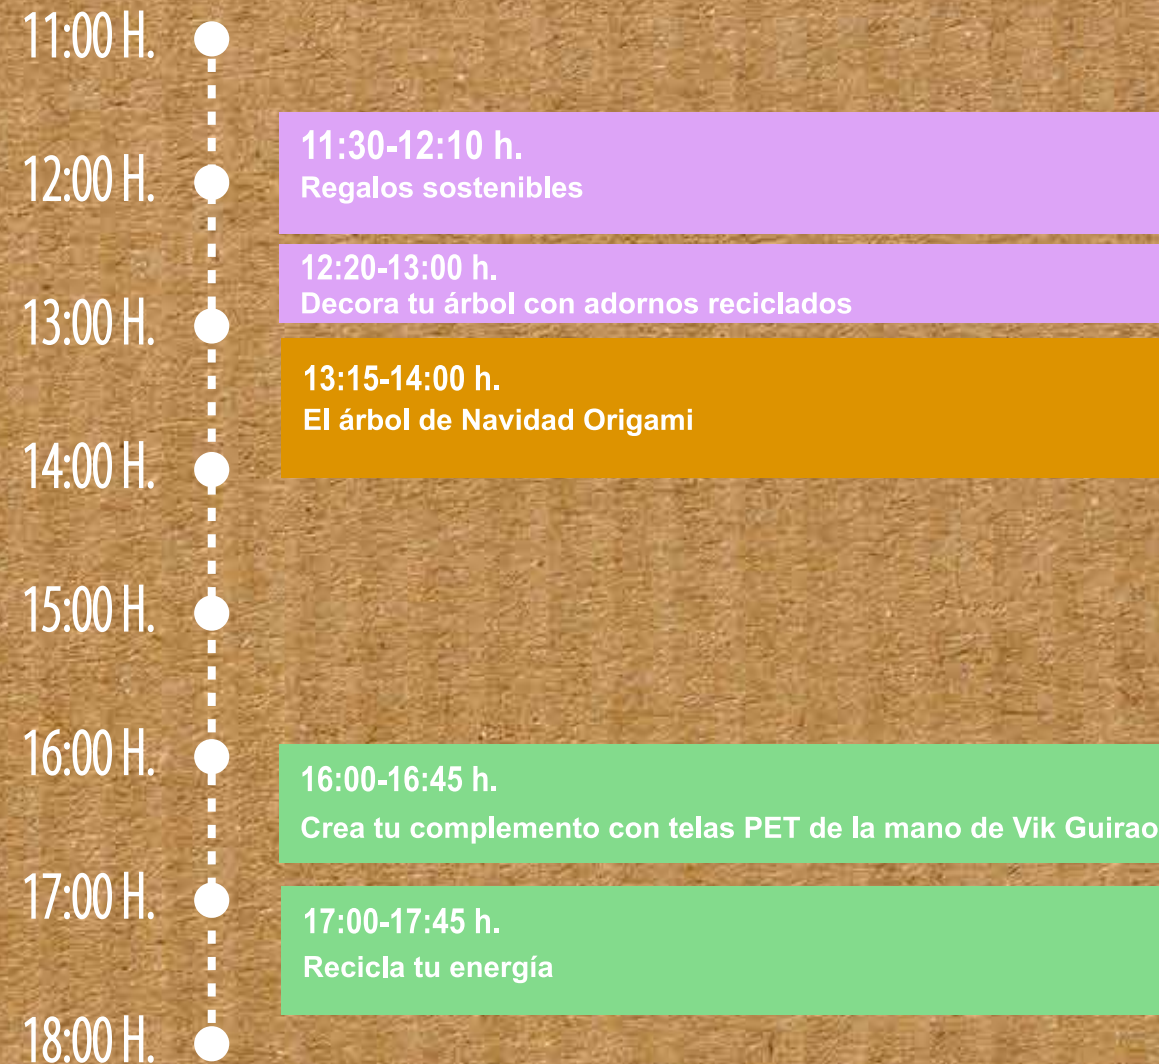 11:00 H.
11:30-12:10 h.
Regalos sostenibles
12:00 H.
12:20-13:00 h.
Decora tu árbol con adornos reciclados
13:00 H.
13:15-14:00 h.
El árbol de Navidad Origami
14:00 H.
15:00 H.
16:00 H.
16:00-16:45 h.
Crea tu complemento con telas PET de la mano de Vik Guirao
17:00 H.
17:00-17:45 h.
Recicla tu energía
18:00 H.